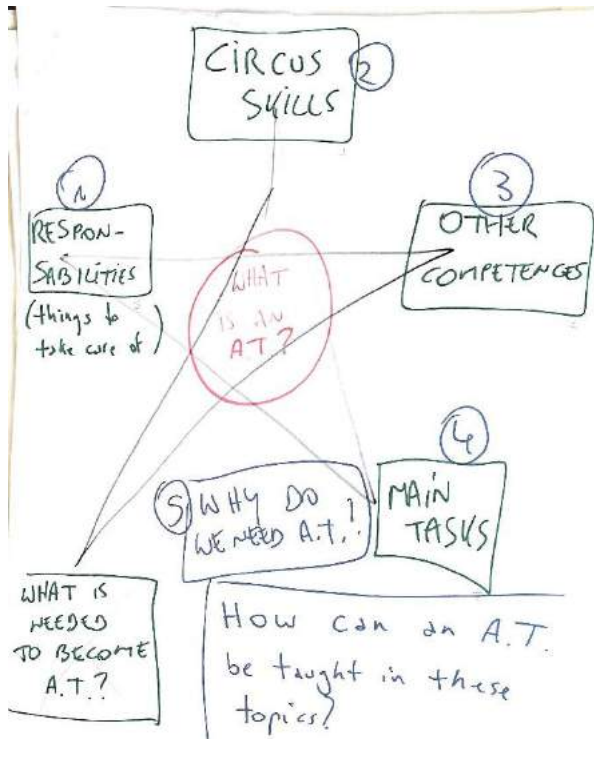 2
CIRCUS
SKILLS
1
RESPON-
SABILITIES
(things to
take care of)
3
OTHER
COMPETENCES
WHAT
IS AN
A.T.?
4
MAIN
TASKS
5
WHY DO
WE NEED A.T.?
WHAT IS
NEEDED
TO BECOME
A.T.?
How can an A.T.
be taught in these
topics?